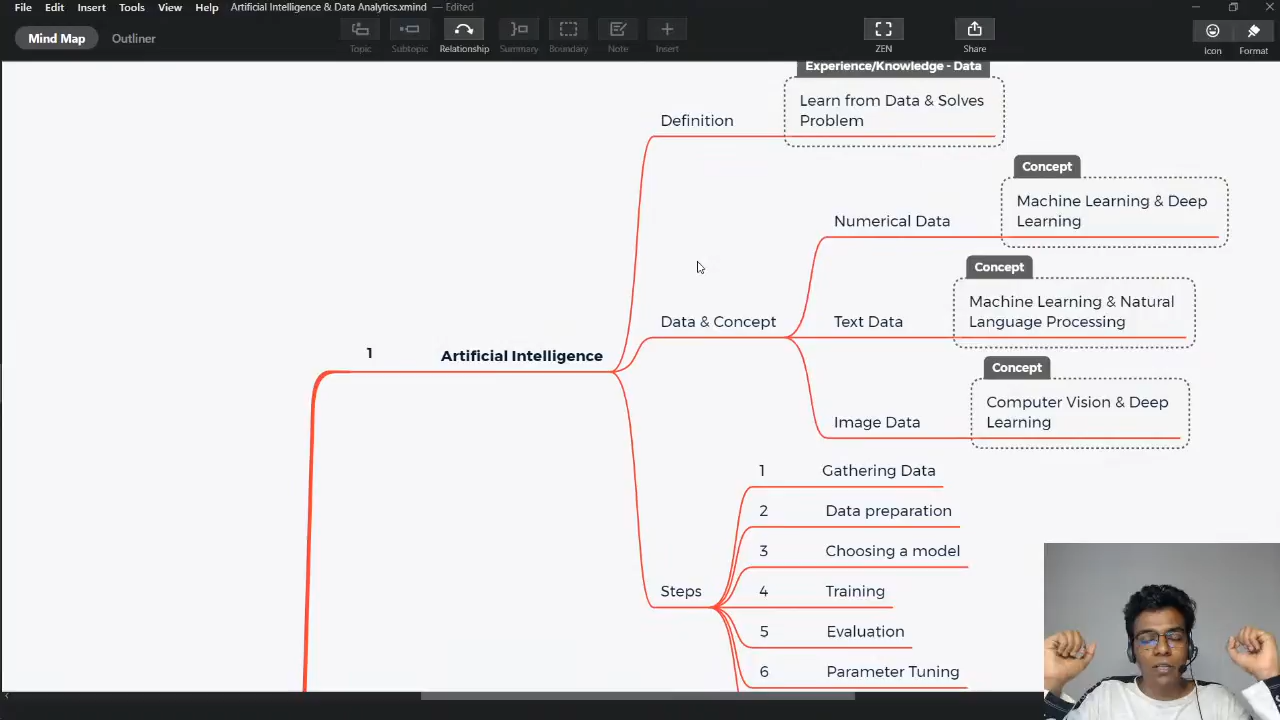 File Edit Insert Tools View Help Artificial Intelligence & Data Analytics.xmind — Edited
Mind Map Outliner
Topic Subtopic Relationship Summary Boundary Note Insert ZEN Share Icon Format
Experience/Knowledge - Data
Definition
Learn from Data & Solves
Problem
Concept
Numerical Data
Machine Learning & Deep
Learning
Concept
Data & Concept
Text Data
Machine Learning & Natural
Language Processing
1 Artificial Intelligence
Concept
Image Data
Computer Vision & Deep
Learning
Steps
1 Gathering Data
2 Data preparation
3 Choosing a model
4 Training
5 Evaluation
6 Parameter Tuning